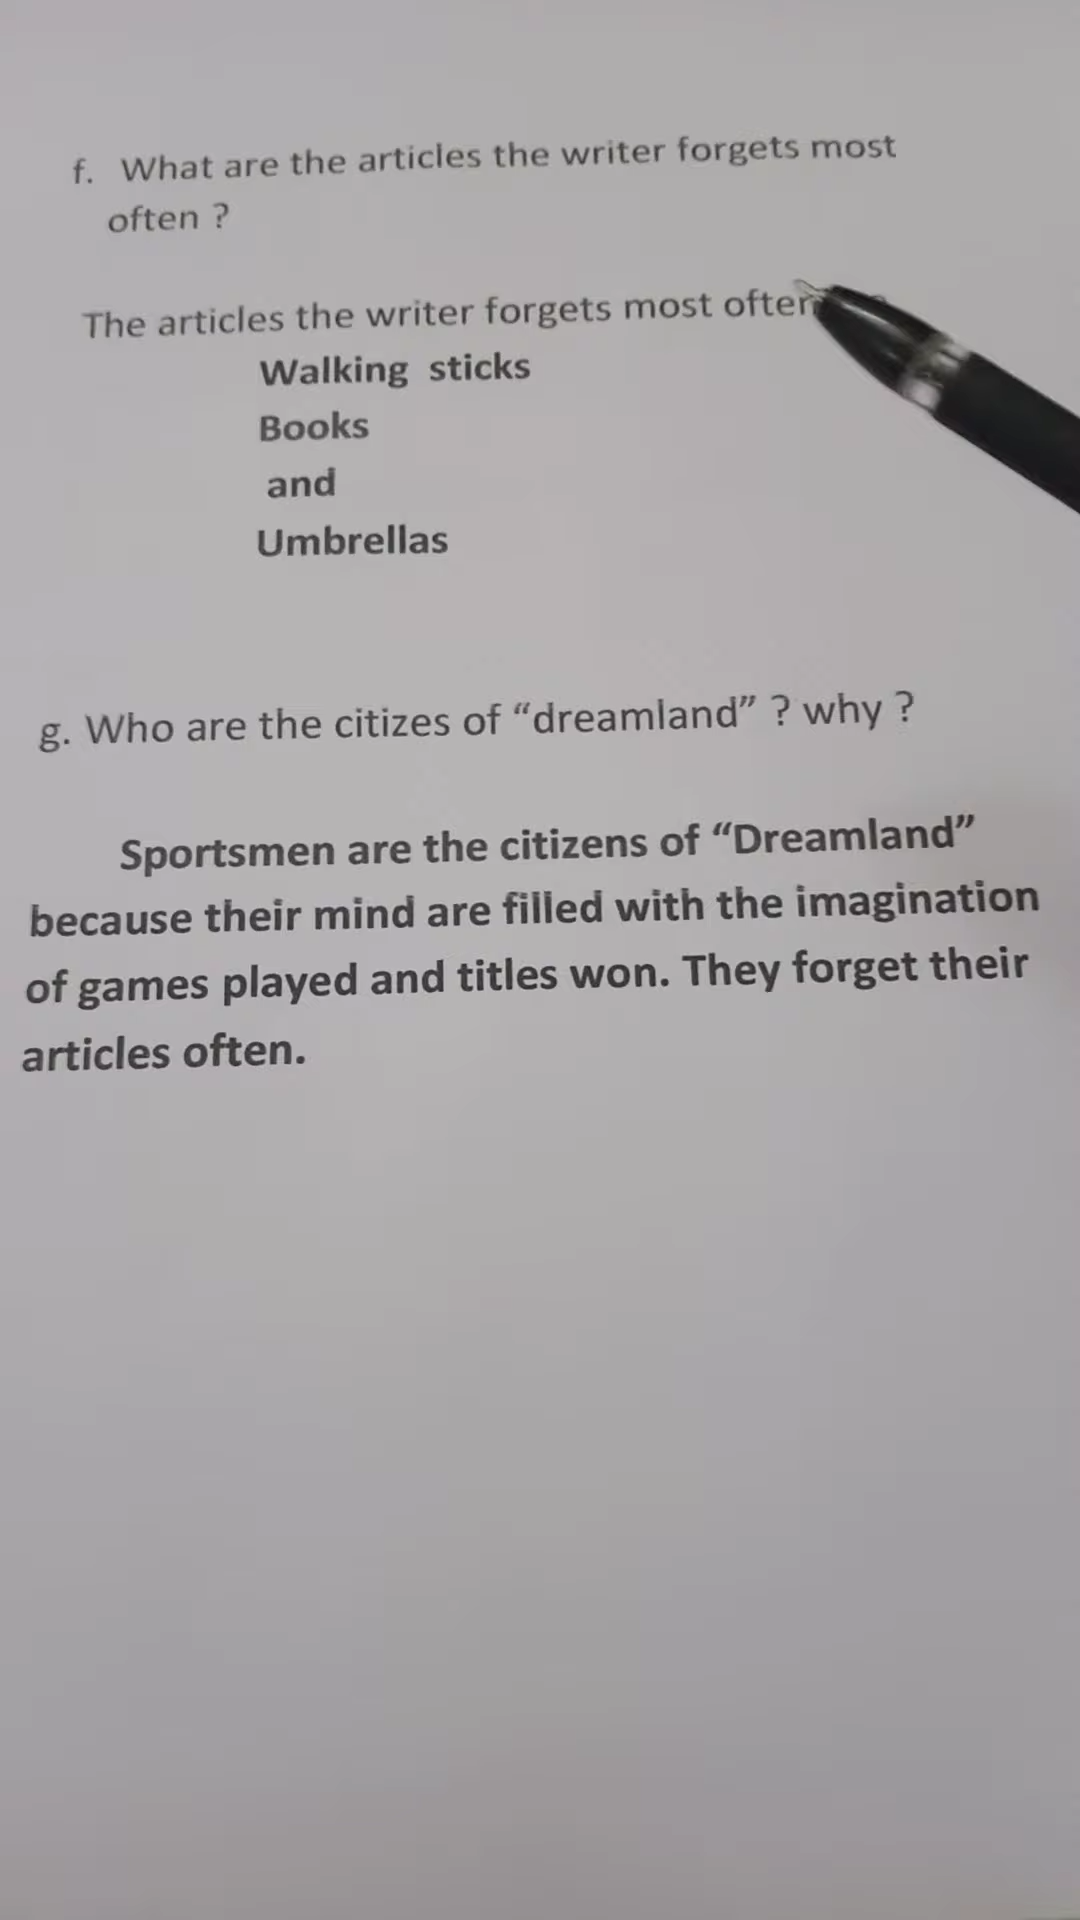 f. What are the articles the writer forgets most
often ?
The articles the writer forgets most often
Walking sticks
Books
and
Umbrellas
g. Who are the citizes of “dreamland” ? why ?
Sportsmen are the citizens of “Dreamland”
because their mind are filled with the imagination
of games played and titles won. They forget their
articles often.